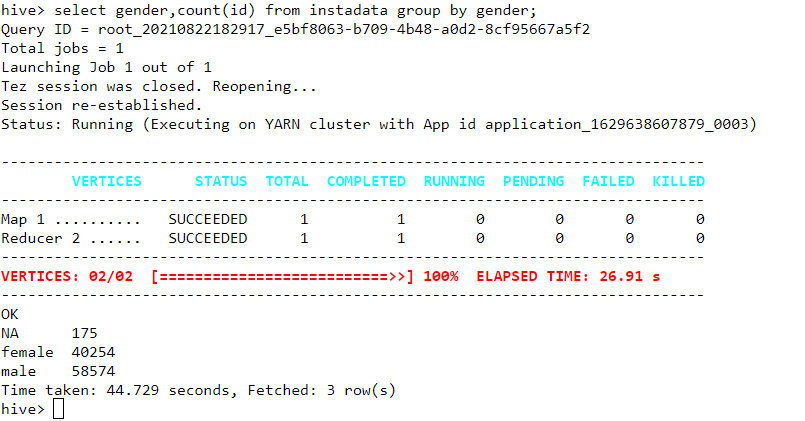 hive> select gender,count(id) from instadata group by gender;
Query ID = root_20210822182917_e5bf8063-b709-4b48-a0d2-8cf95667a5f2
Total jobs = 1
Launching Job 1 out of 1
Tez session was closed. Reopening...
Session re-established.
Status: Running (Executing on YARN cluster with App id application_1629638607879_0003)
--------------------------------------------------------------------------------
        VERTICES      STATUS  TOTAL  COMPLETED  RUNNING  PENDING  FAILED  KILLED
--------------------------------------------------------------------------------
Map 1 ..........   SUCCEEDED      1          1        0        0       0       0
Reducer 2 ......   SUCCEEDED      1          1        0        0       0       0
--------------------------------------------------------------------------------
VERTICES: 02/02  [==========================>>] 100%  ELAPSED TIME: 26.91 s
--------------------------------------------------------------------------------
OK
NA      175
female  40254
male    58574
Time taken: 44.729 seconds, Fetched: 3 row(s)
hive>